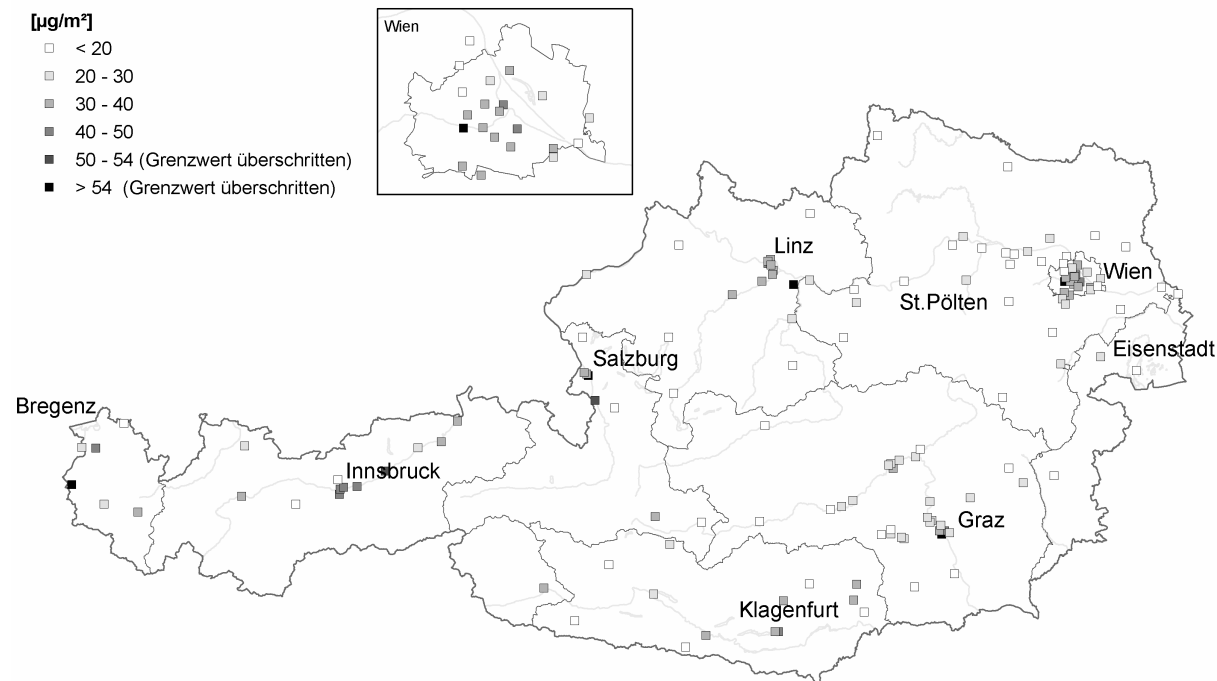 [µg/m²]
< 20
20 - 30
30 - 40
40 - 50
50 - 54 (Grenzwert überschritten)
> 54 (Grenzwert überschritten)
Wien
Linz
Wien
St.Pölten
Eisenstadt
Salzburg
Bregenz
Innsbruck
Graz
Klagenfurt